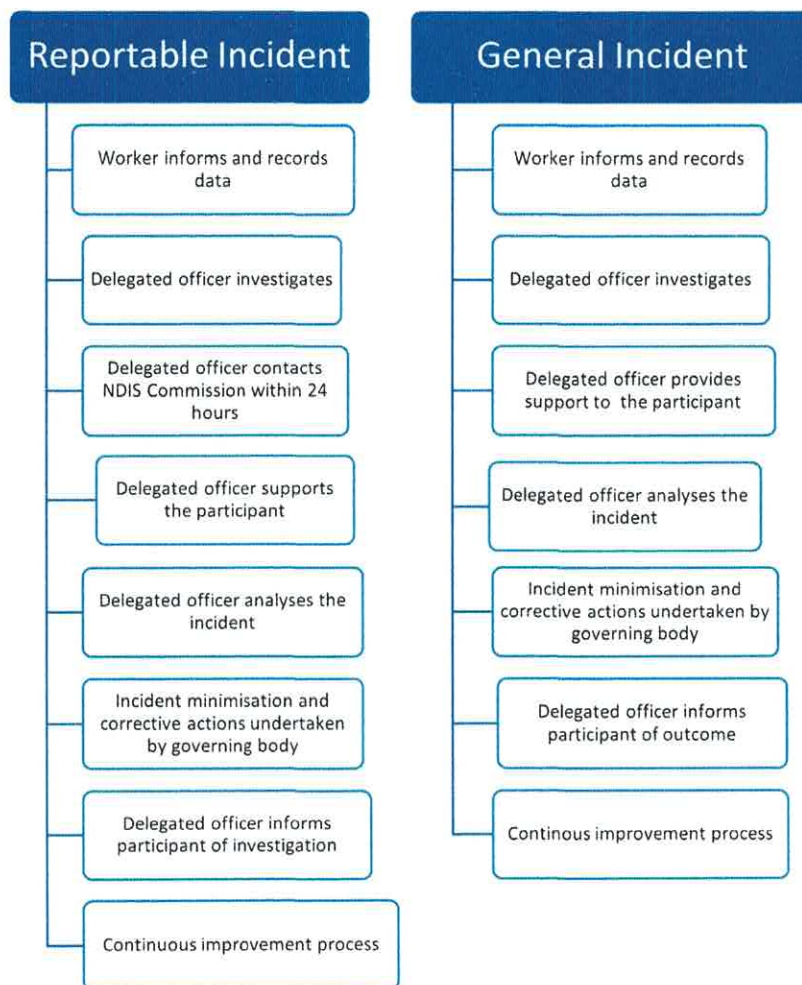 Reportable Incident
Worker informs and records
data
Delegated officer investigates
Delegated officer contacts
NDIS Commission within 24
hours
Delegated officer supports
the participant
Delegated officer analyses the
incident
Incident minimisation and
corrective actions undertaken
by governing body
Delegated officer informs
participant of investigation
Continuous improvement process
General Incident
Worker informs and records
data
Delegated officer investigates
Delegated officer provides
support to the participant
Delegated officer analyses the
incident
Incident minimisation and
corrective actions undertaken by
governing body
Delegated officer informs
participant of outcome
Continous improvement process